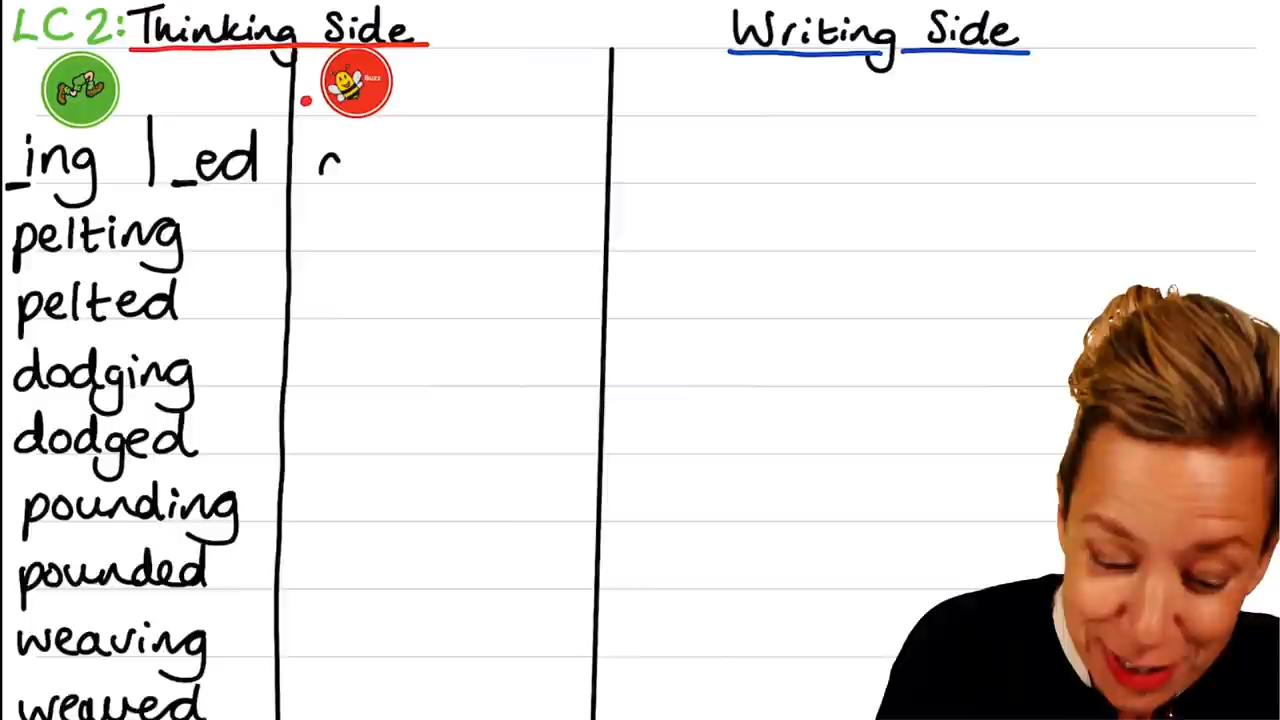 LC 2: Thinking Side
Writing Side
Buzz
_ing | _ed
r
pelting
pelted
dodging
dodged
pounding
pounded
weaving
weaved